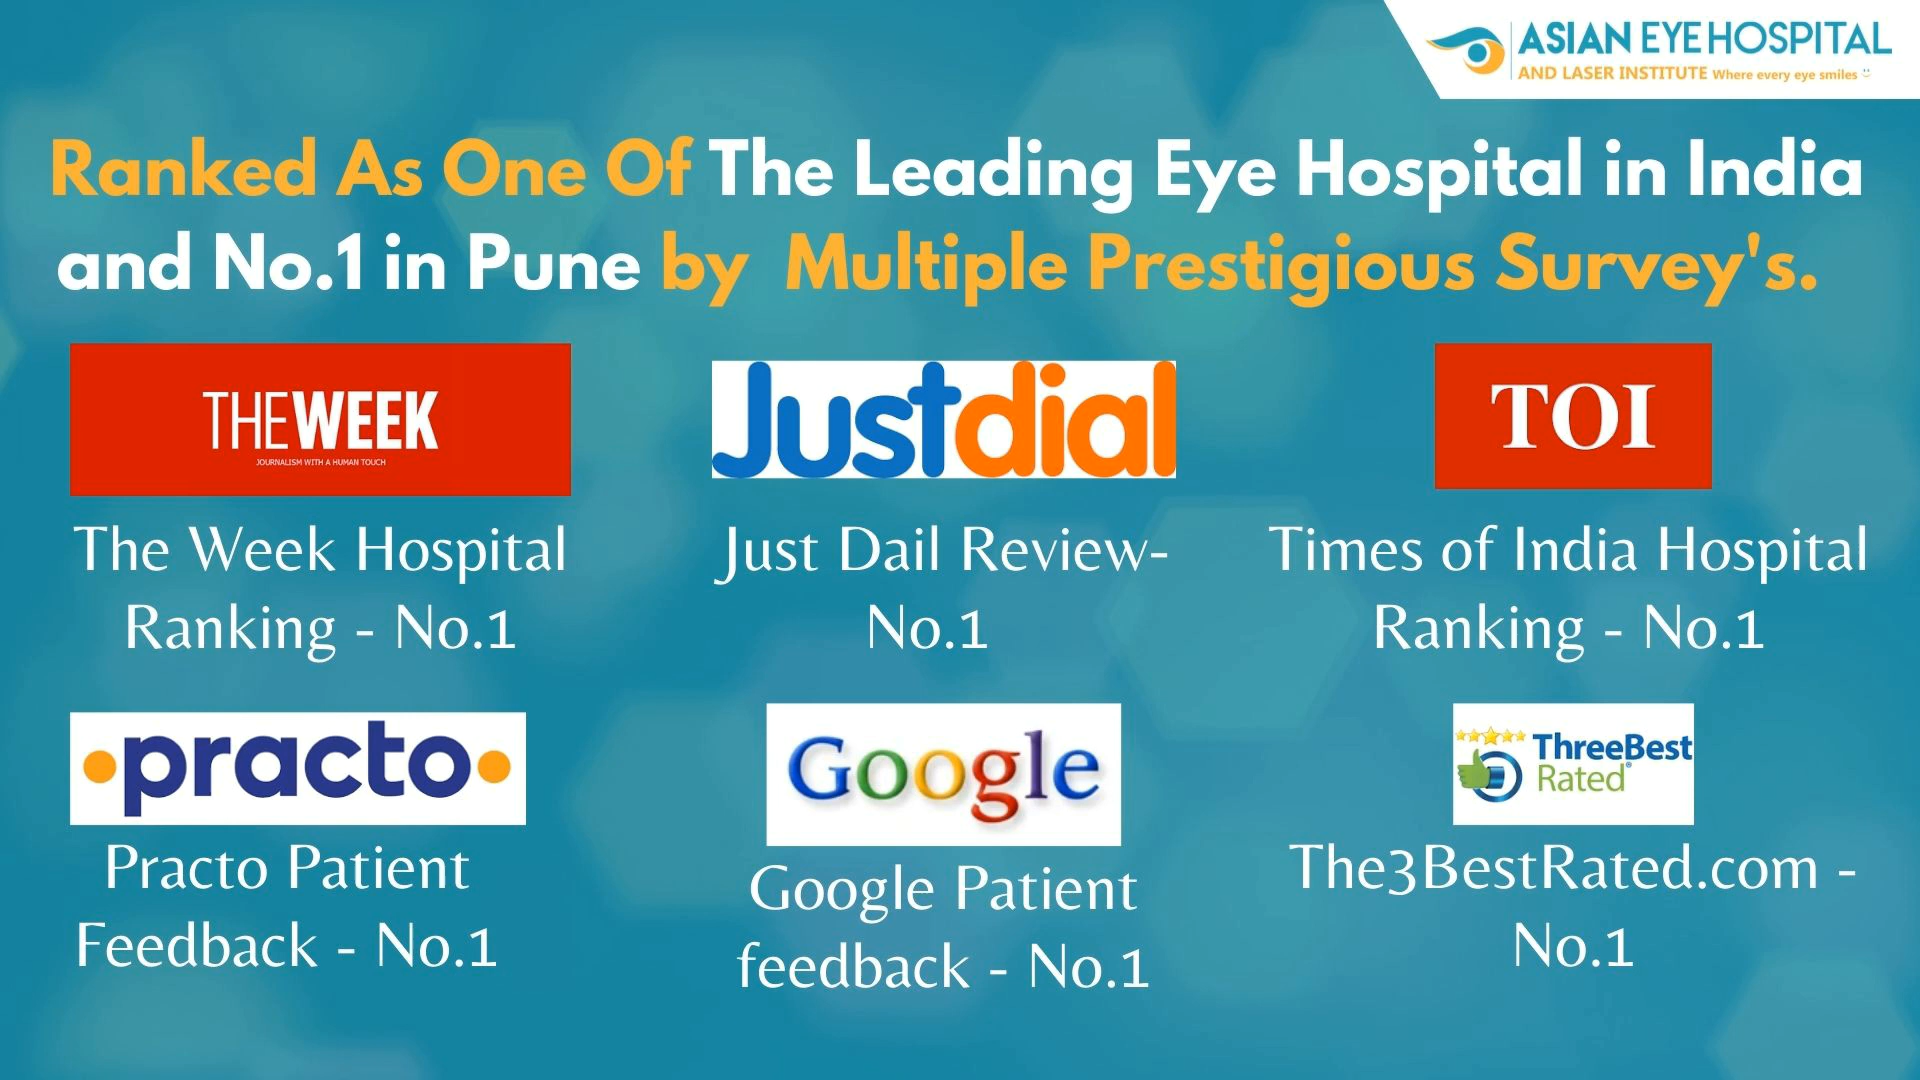 ASIAN EYE HOSPITAL
AND LASER INSTITUTE Where every eye smiles
Ranked As One Of The Leading Eye Hospital in India
and No.1 in Pune by Multiple Prestigious Survey's.
THE WEEK
JOURNALISM WITH A HUMAN TOUCH
The Week Hospital
Ranking - No.1
Justdial
Just Dail Review-
No.1
TOI
Times of India Hospital
Ranking - No.1
practo
Practo Patient
Feedback - No.1
Google
Google Patient
feedback - No.1
ThreeBest
Rated®
The3BestRated.com -
No.1